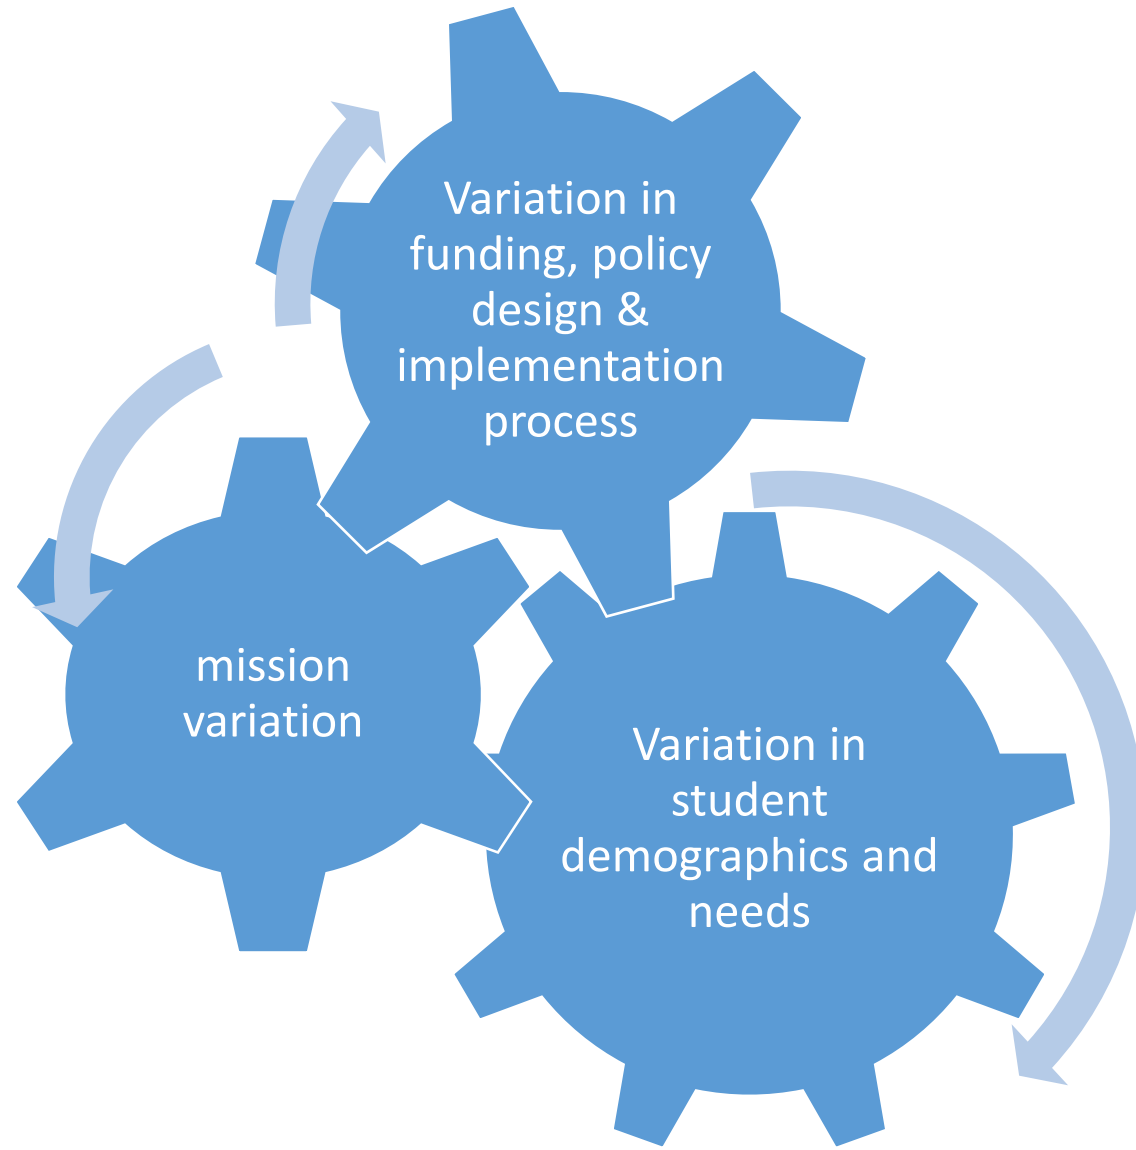 Variation in
funding, policy
design &
implementation
process
mission
variation
Variation in
student
demographics and
needs